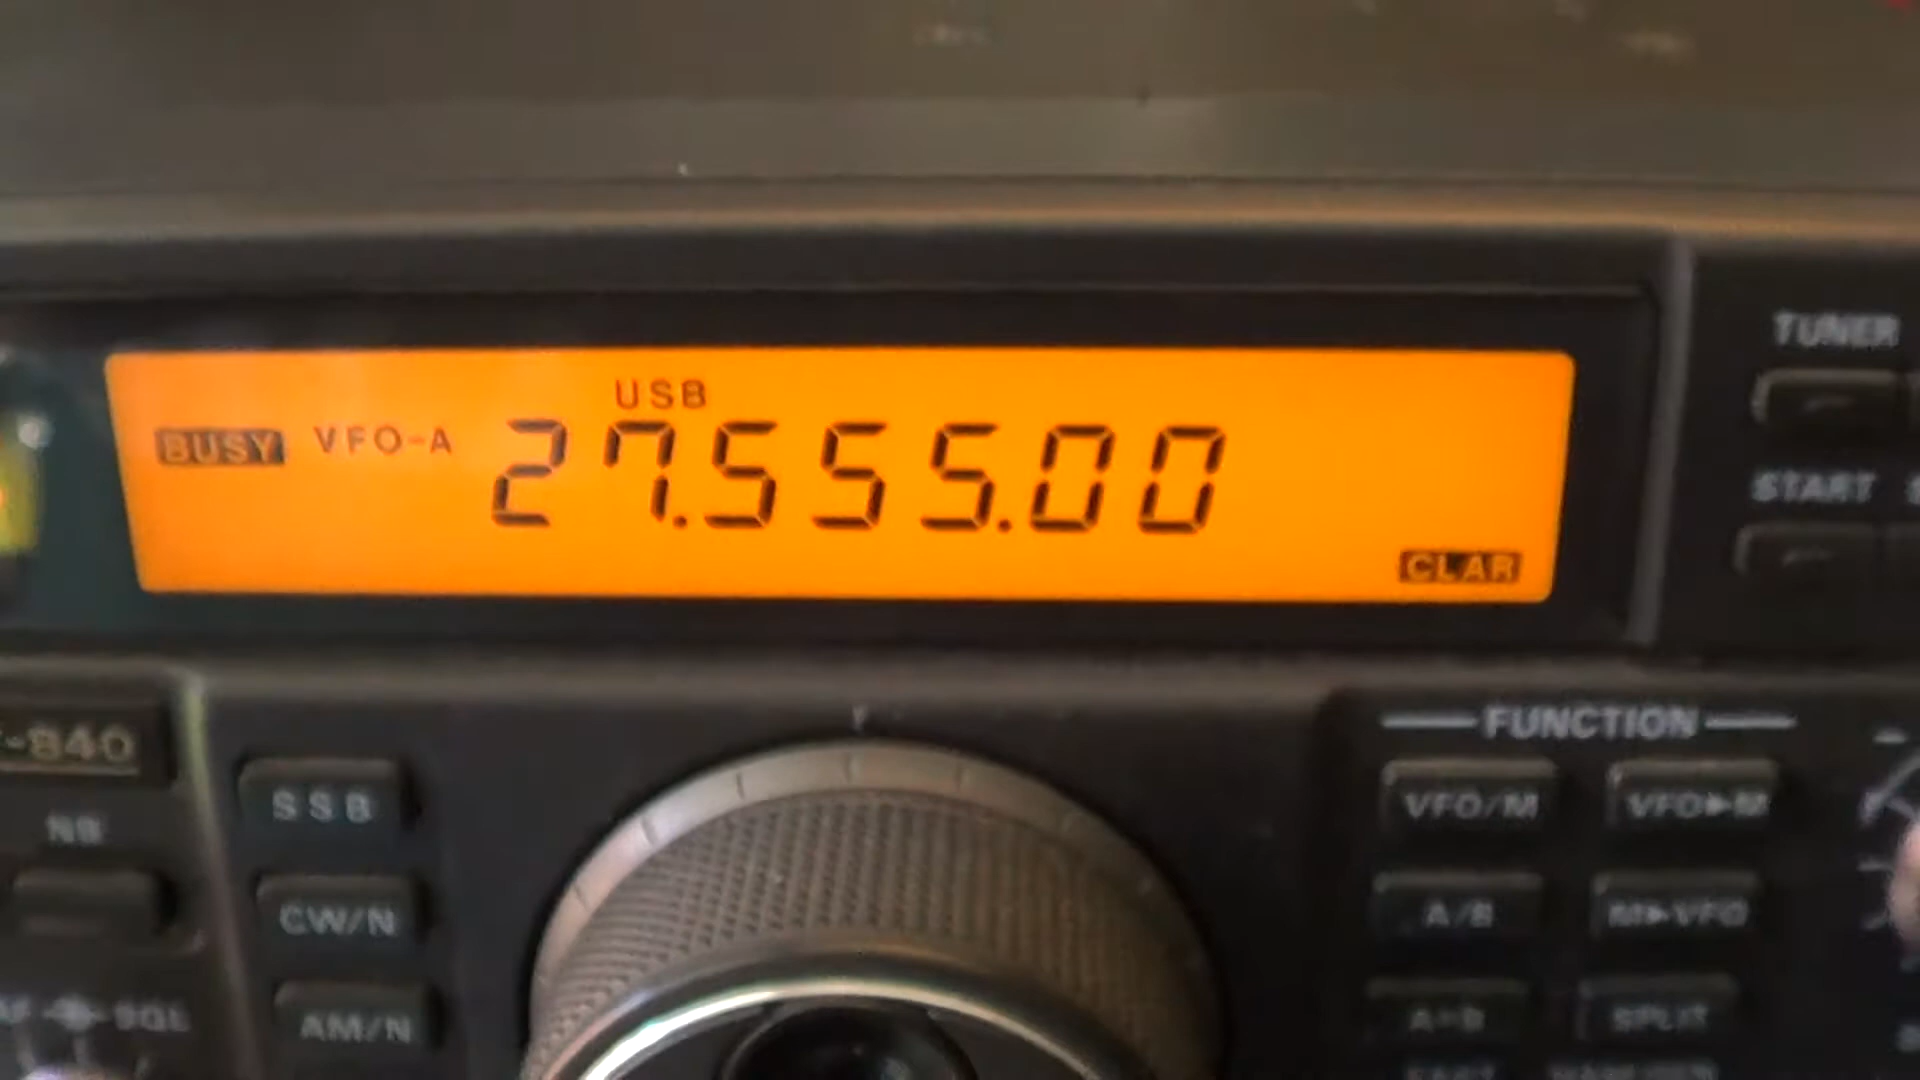 TUNER
USB
BUSY VFO-A 27.555.00
START
CLAR
-840
FUNCTION
SSB
VFO/M VFO▶M
NB
CW/N
A/B M▶VFO
AM/N
SQL
SPLIT